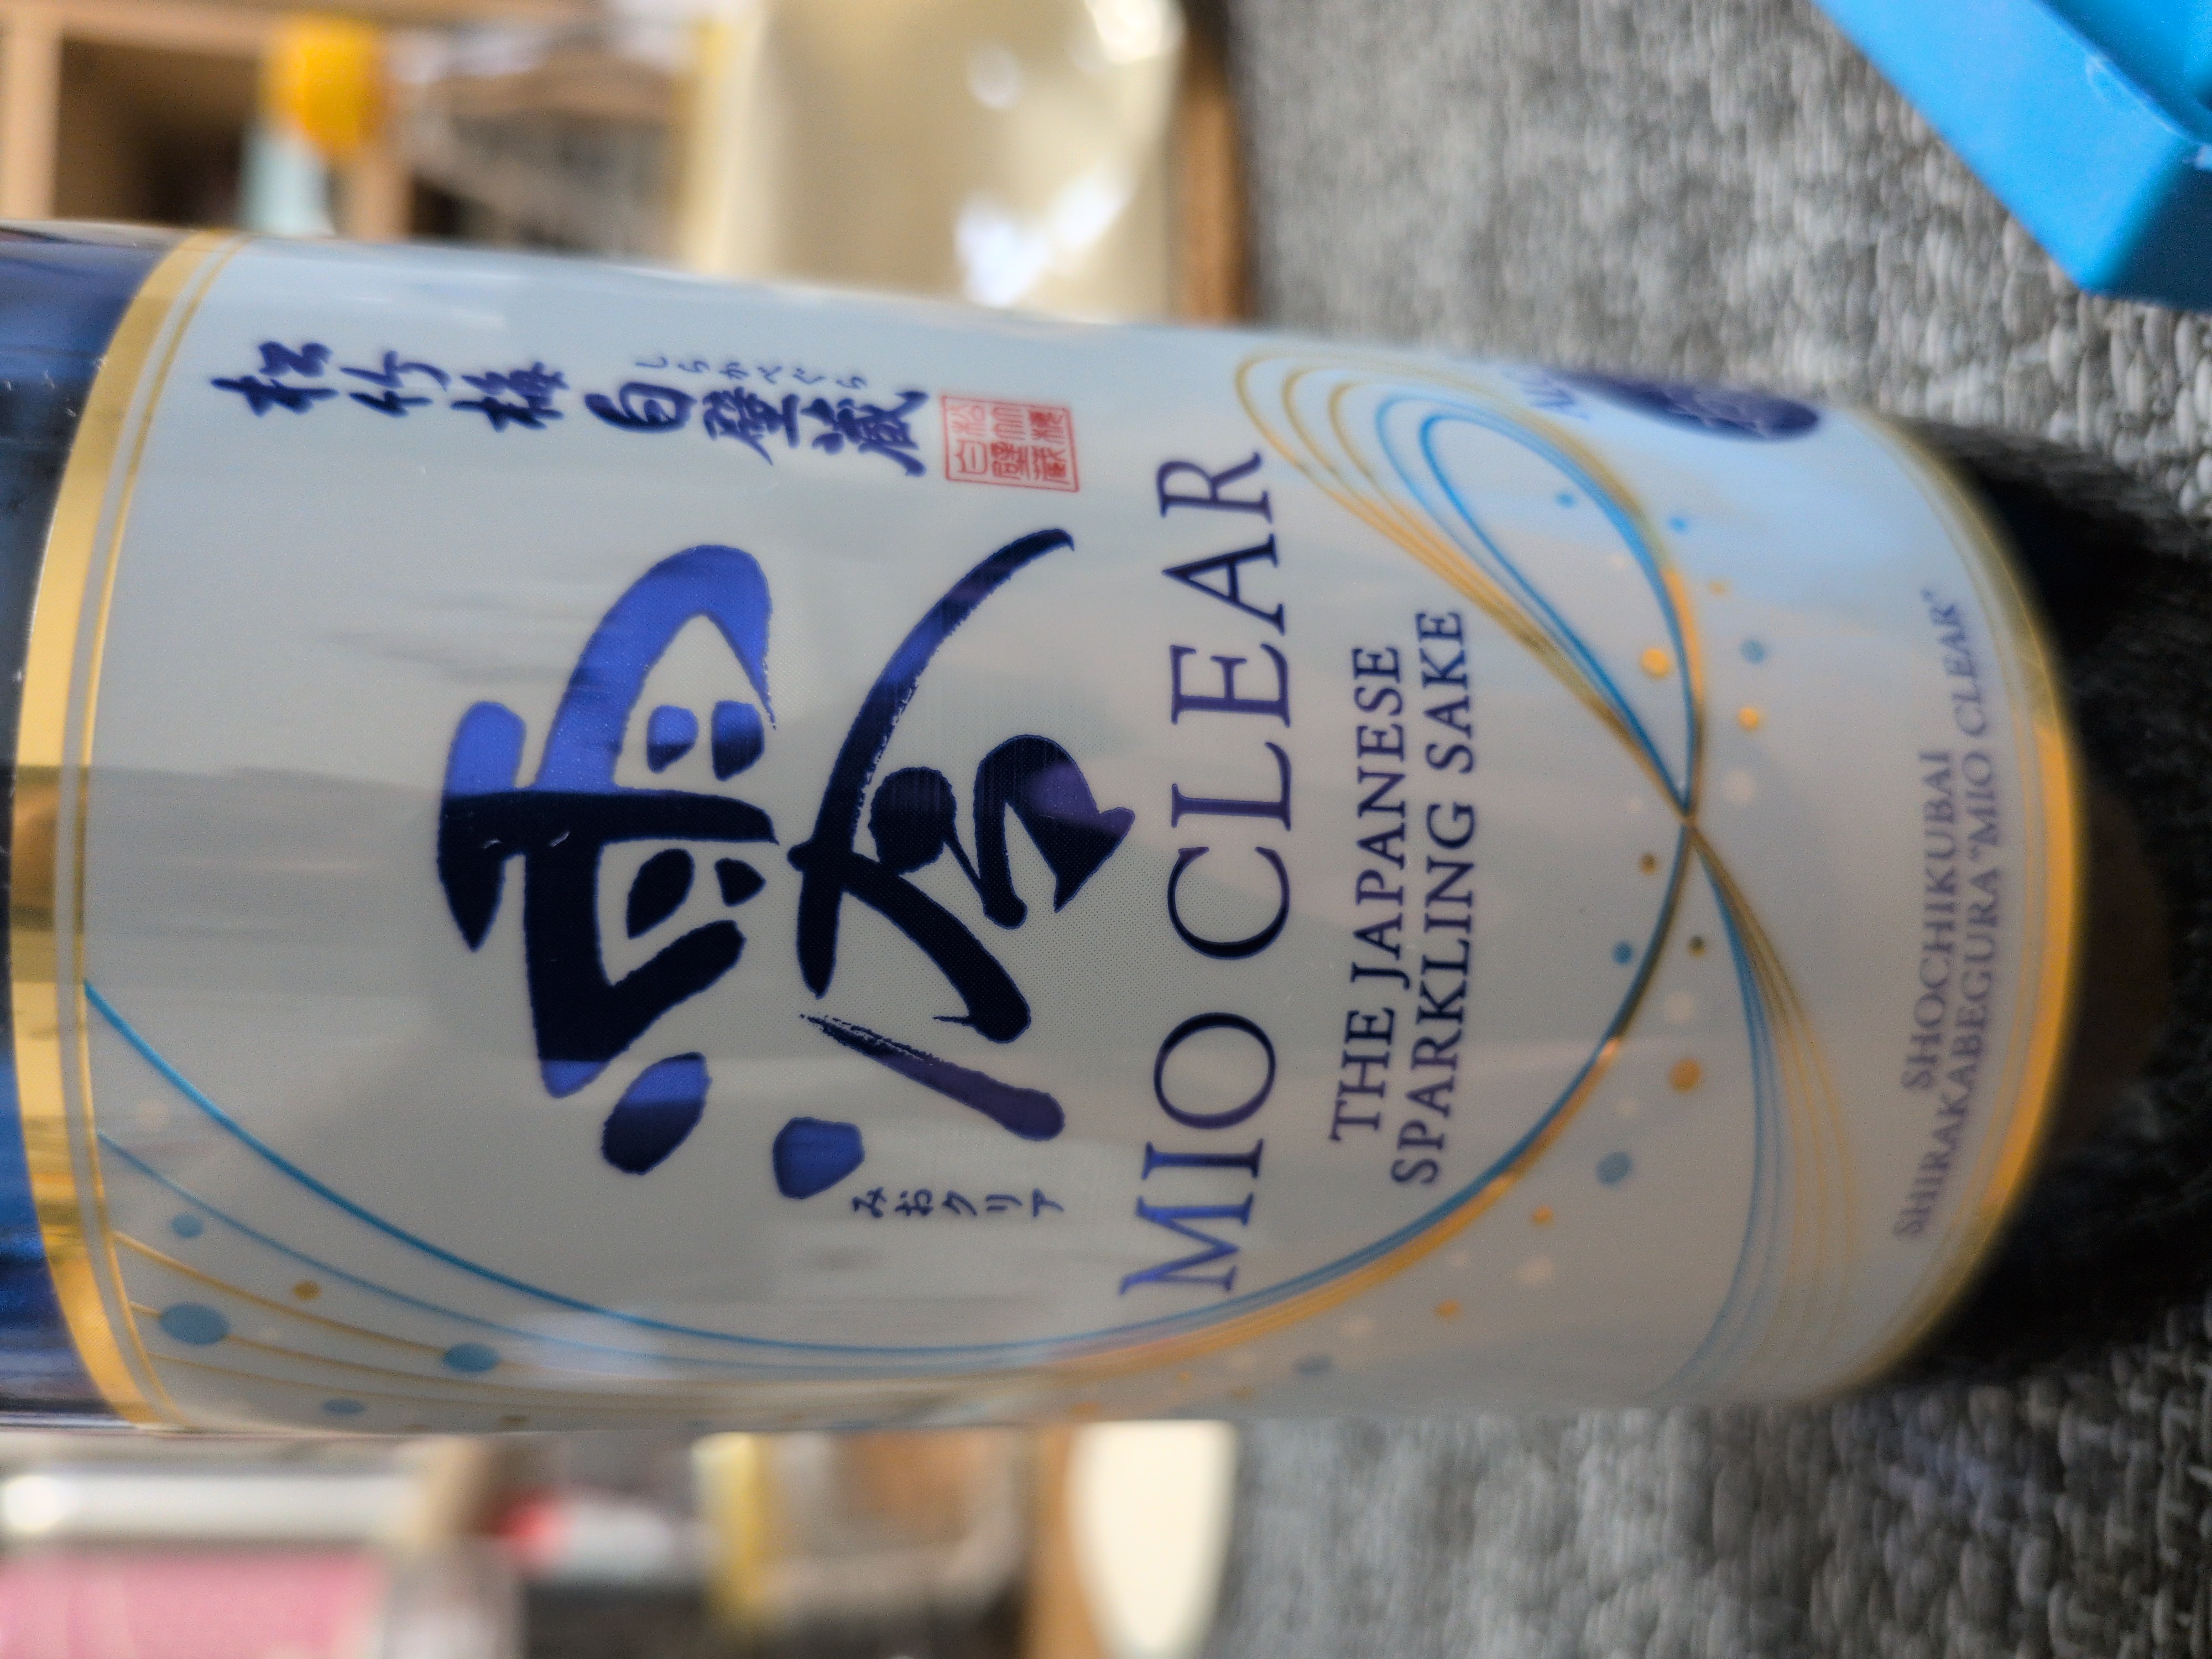 松竹梅白壁蔵
しらかべぐら
澪
みおクリア
MIO CLEAR
THE JAPANESE
SPARKLING SAKE
SHOCHIKUBAI
SHIRAKABEGURA "MIO CLEAR"